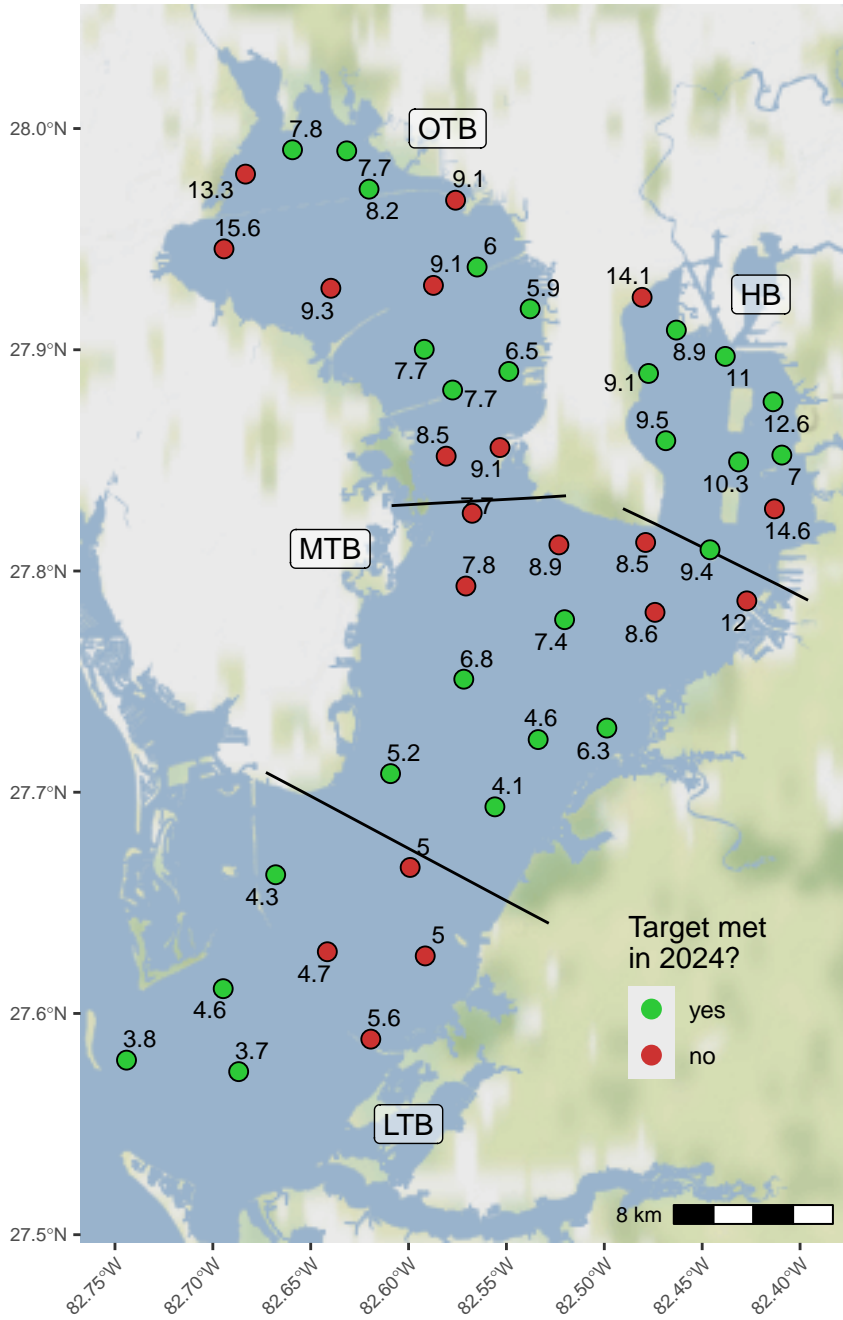 28.0°N
27.9°N
27.8°N
27.7°N
27.6°N
27.5°N
OTB
7.8
7.7
13.3
8.2
9.1
15.6
6
9.1
9.3
5.9
14.1
HB
8.9
11
7.7
6.5
9.1
7.7
12.6
8.5
9.1
9.5
10.3
7
7.7
14.6
MTB
8.9
8.5
9.4
7.8
7.4
8.6
12
6.8
4.6
6.3
5.2
4.1
5
4.3
4.7
5
4.6
5.6
3.8
3.7
LTB
Target met
in 2024?
yes
no
8 km
82.75°W
82.70°W
82.65°W
82.60°W
82.55°W
82.50°W
82.45°W
82.40°W